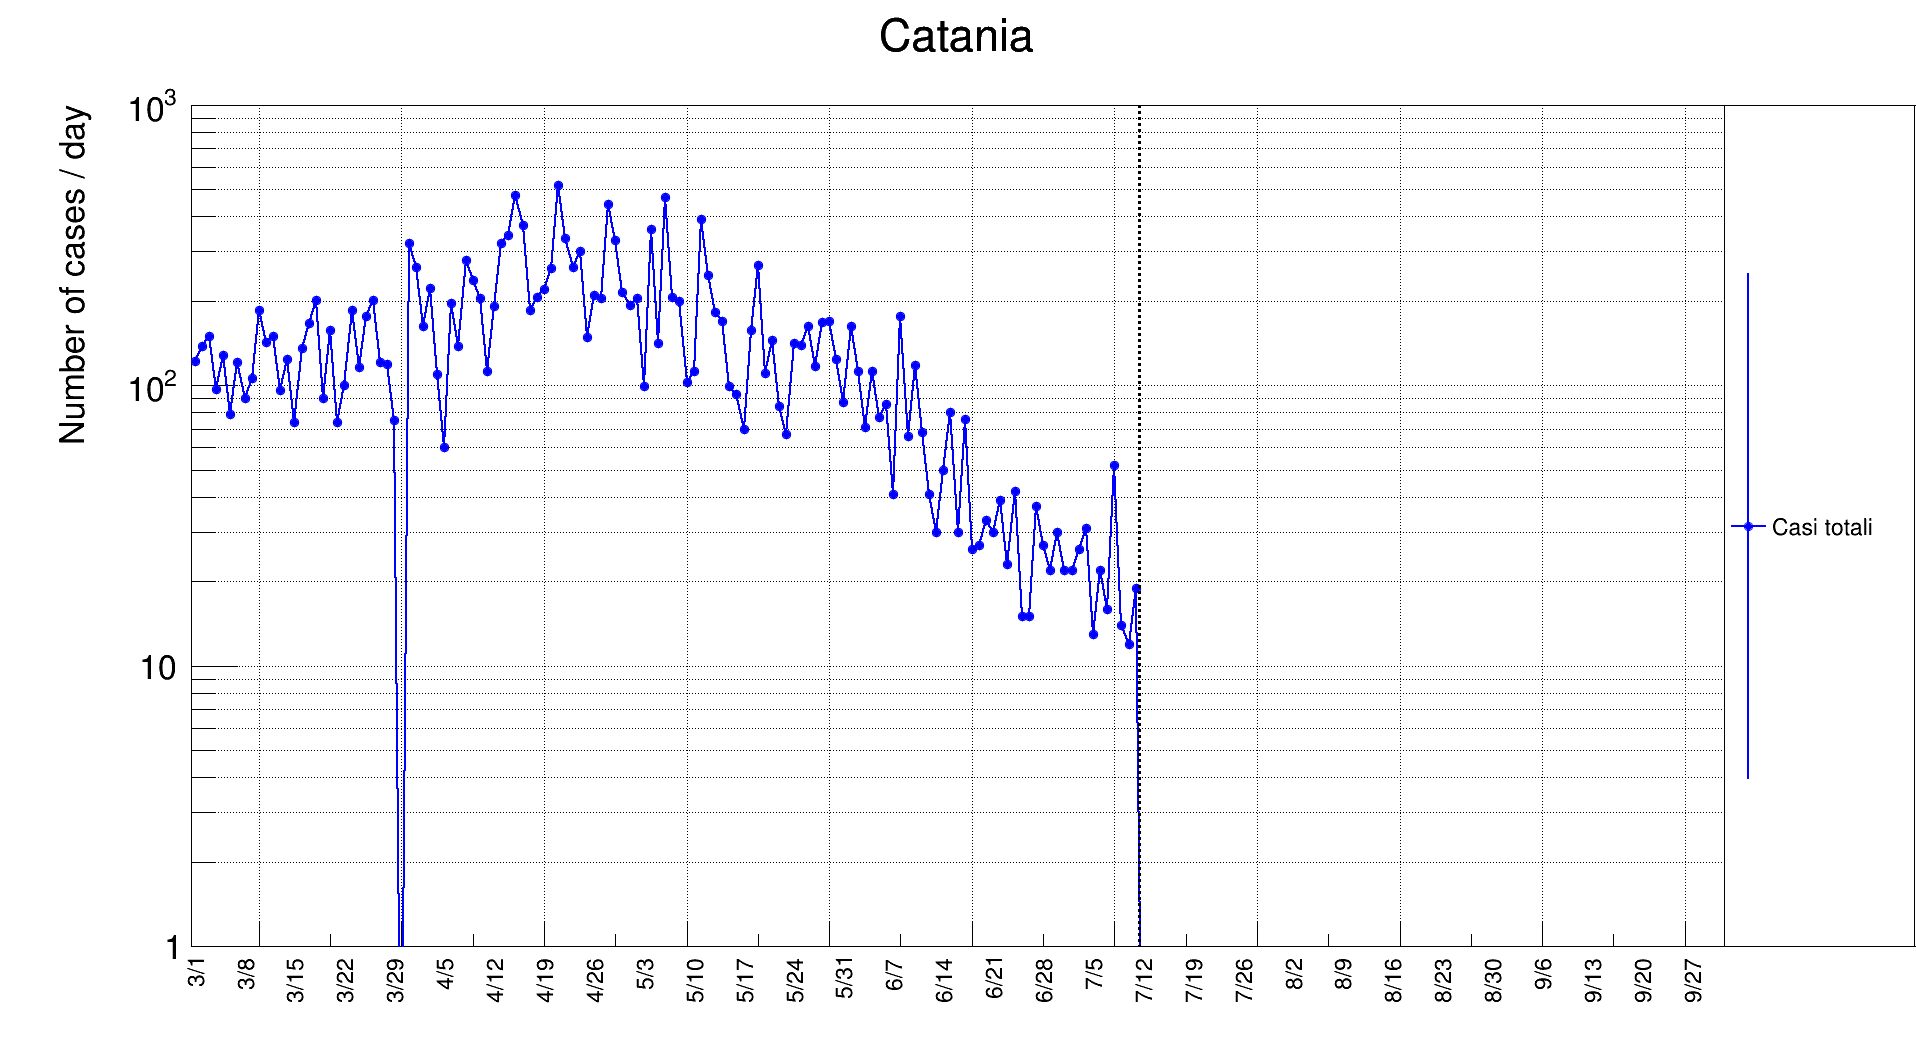 Catania
Number of cases / day
10³
10²
10
1
3/1 3/8 3/15 3/22 3/29 4/5 4/12 4/19 4/26 5/3 5/10 5/17 5/24 5/31 6/7 6/14 6/21 6/28 7/5 7/12 7/19 7/26 8/2 8/9 8/16 8/23 8/30 9/6 9/13 9/20 9/27
Casi totali